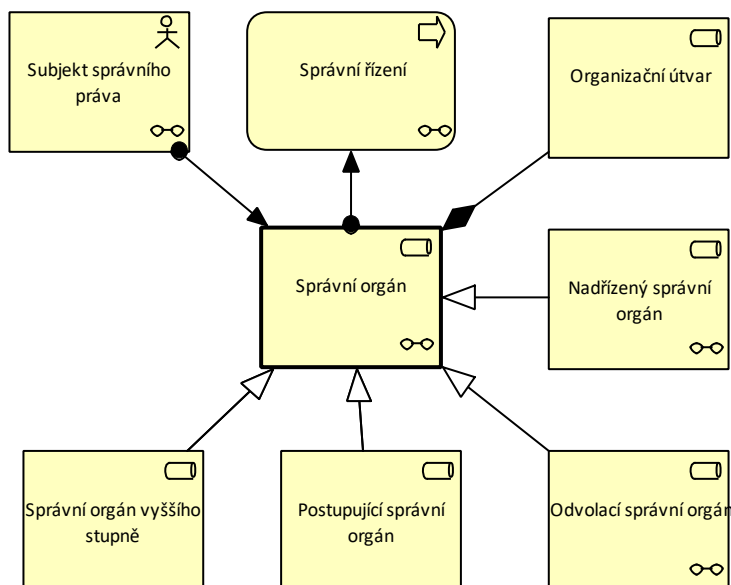 Subjekt správního
práva
Správní řízení
Organizační útvar
Správní orgán
Nadřízený správní
orgán
Správní orgán vyššího
stupně
Postupující správní
orgán
Odvolací správní orgán